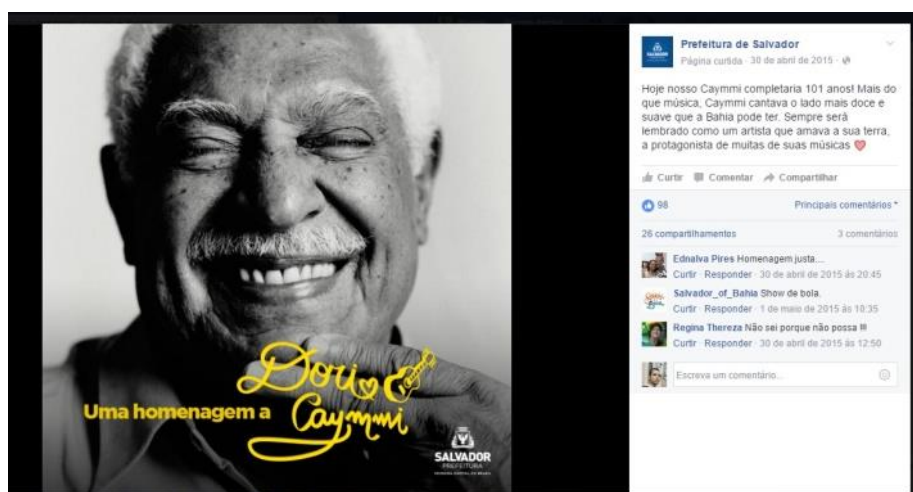 Uma homenagem a
Dori
Caymmi
SALVADOR
PREFEITURA
PRIMEIRA CAPITAL DO BRASIL
Prefeitura de Salvador
Página curtida · 30 de abril de 2015 ·
Hoje nosso Caymmi completaria 101 anos! Mais do
que música, Caymmi cantava o lado mais doce e
suave que a Bahia pode ter. Sempre será
lembrado como um artista que amava a sua terra,
a protagonista de muitas de suas músicas
Curtir Comentar Compartilhar
98 Principais comentários
26 compartilhamentos 3 comentários
Ednalva Pires Homenagem justa....
Curtir · Responder · 30 de abril de 2015 às 20:45
Salvador_of_Bahia Show de bola.
Curtir · Responder · 1 de maio de 2015 às 10:35
Regina Thereza Não sei porque não possa !!!
Curtir · Responder · 30 de abril de 2015 às 12:50
Escreva um comentário...